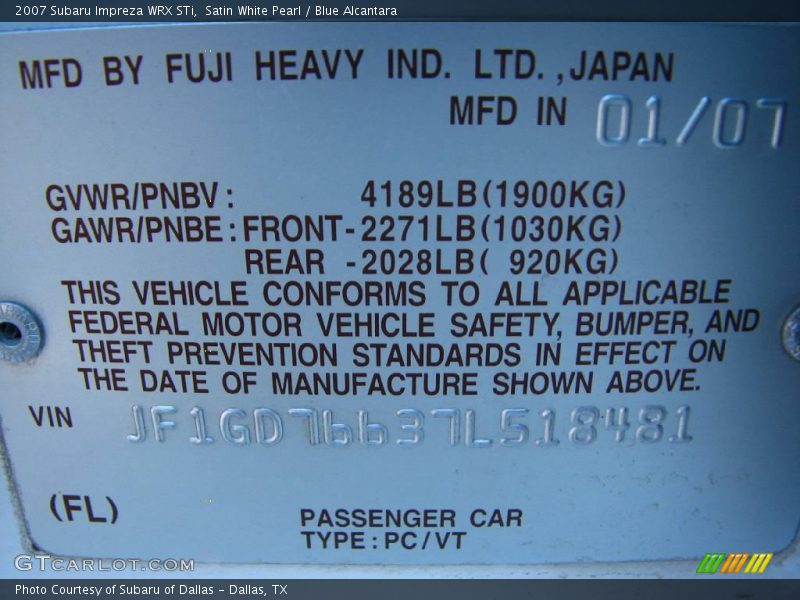 2007 Subaru Impreza WRX STi, Satin White Pearl / Blue Alcantara
MFD BY FUJI HEAVY IND. LTD. , JAPAN
MFD IN 01/07
GVWR/PNBV: 4189LB(1900KG)
GAWR/PNBE: FRONT-2271LB(1030KG)
REAR -2028LB( 920KG)
THIS VEHICLE CONFORMS TO ALL APPLICABLE
FEDERAL MOTOR VEHICLE SAFETY, BUMPER, AND
THEFT PREVENTION STANDARDS IN EFFECT ON
THE DATE OF MANUFACTURE SHOWN ABOVE.
VIN JF1GD76637L518481
(FL)
PASSENGER CAR
TYPE: PC/VT
GTCARLOT.COM
Photo Courtesy of Subaru of Dallas - Dallas, TX